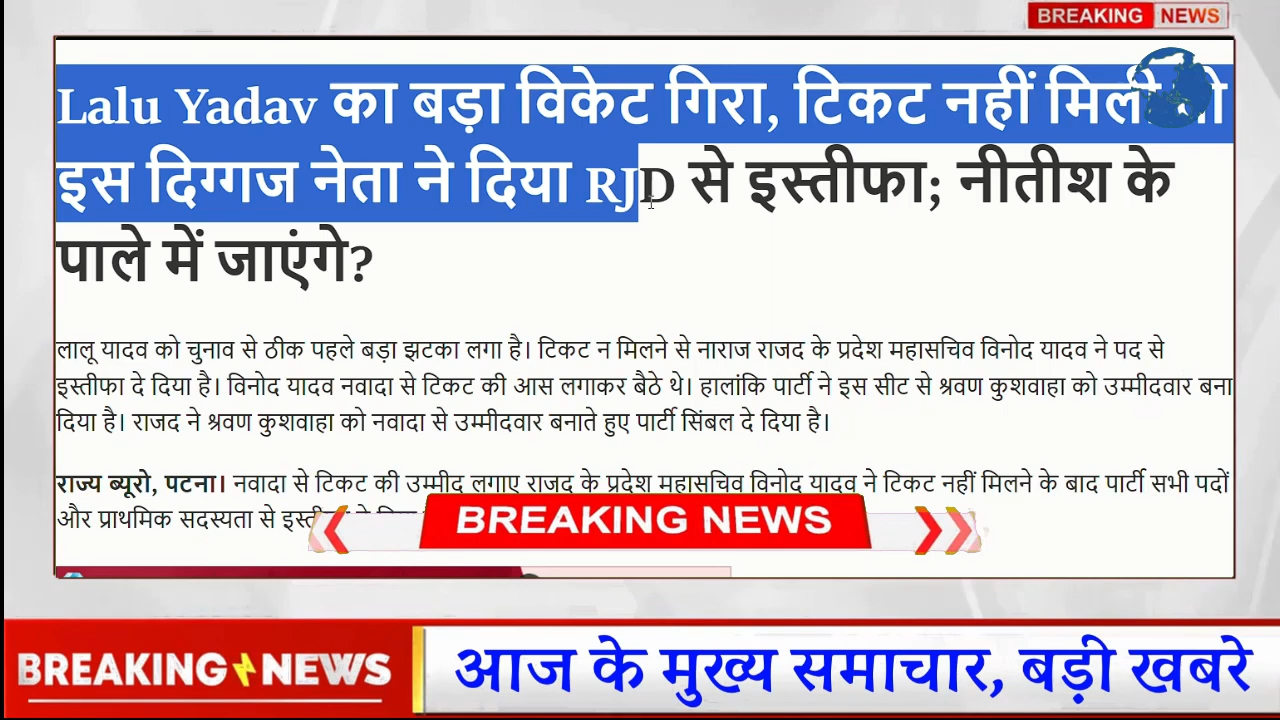 BREAKING NEWS
Lalu Yadav का बड़ा विकेट गिरा, टिकट नहीं मिली तो
इस दिग्गज नेता ने दिया RJD से इस्तीफा; नीतीश के
पाले में जाएंगे?
लालू यादव को चुनाव से ठीक पहले बड़ा झटका लगा है। टिकट न मिलने से नाराज राजद के प्रदेश महासचिव विनोद यादव ने पद से
इस्तीफा दे दिया है। विनोद यादव नवादा से टिकट की आस लगाकर बैठे थे। हालांकि पार्टी ने इस सीट से श्रवण कुशवाहा को उम्मीदवार बना
दिया है। राजद ने श्रवण कुशवाहा को नवादा से उम्मीदवार बनाते हुए पार्टी सिंबल दे दिया है।
राज्य ब्यूरो, पटना। नवादा से टिकट की उम्मीद लगाए राजद के प्रदेश महासचिव विनोद यादव ने टिकट नहीं मिलने के बाद पार्टी सभी पदों
और प्राथमिक सदस्यता से
BREAKING NEWS
BREAKING NEWS
आज के मुख्य समाचार, बड़ी खबरे